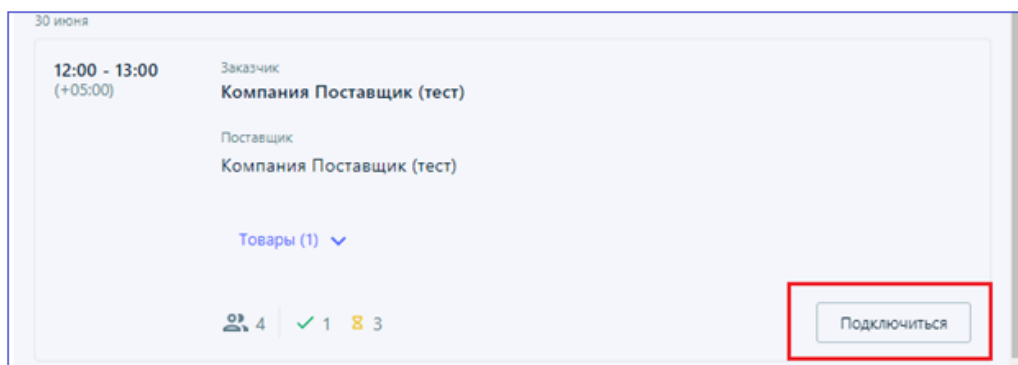 30 июня
12:00 - 13:00
(+05:00)
Заказчик
Компания Поставщик (тест)
Поставщик
Компания Поставщик (тест)
Товары (1)
4 1 3
Подключиться